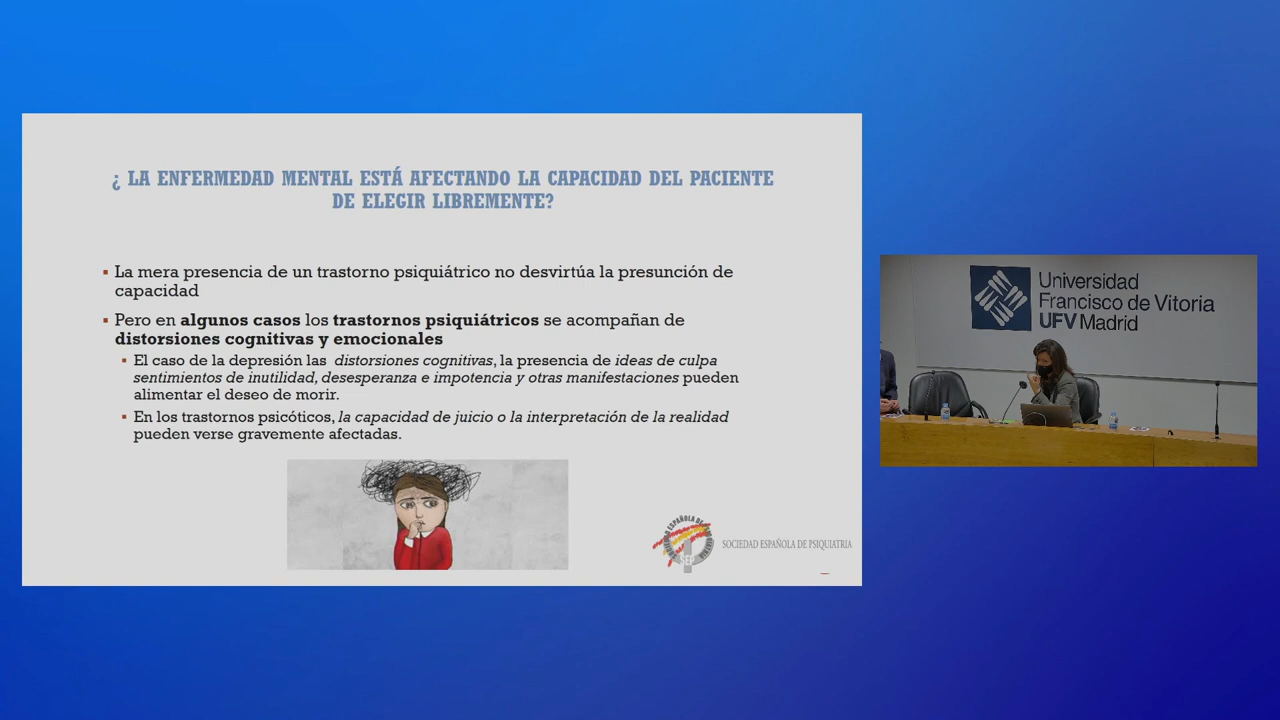 ¿ LA ENFERMEDAD MENTAL ESTÁ AFECTANDO LA CAPACIDAD DEL PACIENTE
DE ELEGIR LIBREMENTE?
▪ La mera presencia de un trastorno psiquiátrico no desvirtúa la presunción de
capacidad
▪ Pero en algunos casos los trastornos psiquiátricos se acompañan de
distorsiones cognitivas y emocionales
▪ El caso de la depresión las distorsiones cognitivas, la presencia de ideas de culpa
sentimientos de inutilidad, desesperanza e impotencia y otras manifestaciones pueden
alimentar el deseo de morir.
▪ En los trastornos psicóticos, la capacidad de juicio o la interpretación de la realidad
pueden verse gravemente afectadas.
SEP
SOCIEDAD ESPAÑOLA DE PSIQUIATRIA
Universidad
Francisco de Vitoria
UFV Madrid